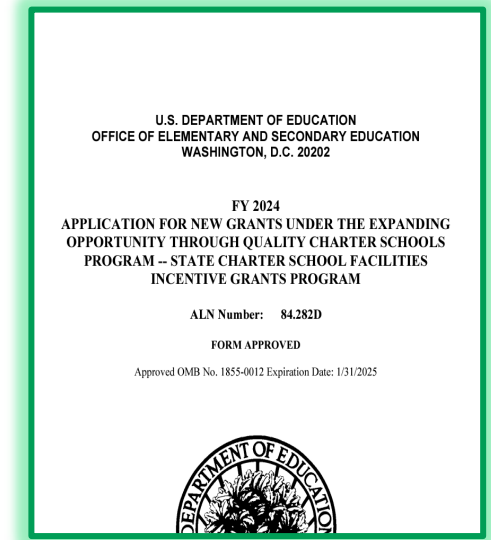 U.S. DEPARTMENT OF EDUCATION
OFFICE OF ELEMENTARY AND SECONDARY EDUCATION
WASHINGTON, D.C. 20202
FY 2024
APPLICATION FOR NEW GRANTS UNDER THE EXPANDING
OPPORTUNITY THROUGH QUALITY CHARTER SCHOOLS
PROGRAM -- STATE CHARTER SCHOOL FACILITIES
INCENTIVE GRANTS PROGRAM
ALN Number: 84.282D
FORM APPROVED
Approved OMB No. 1855-0012 Expiration Date: 1/31/2025
DEPARTMENT OF EDUCATION